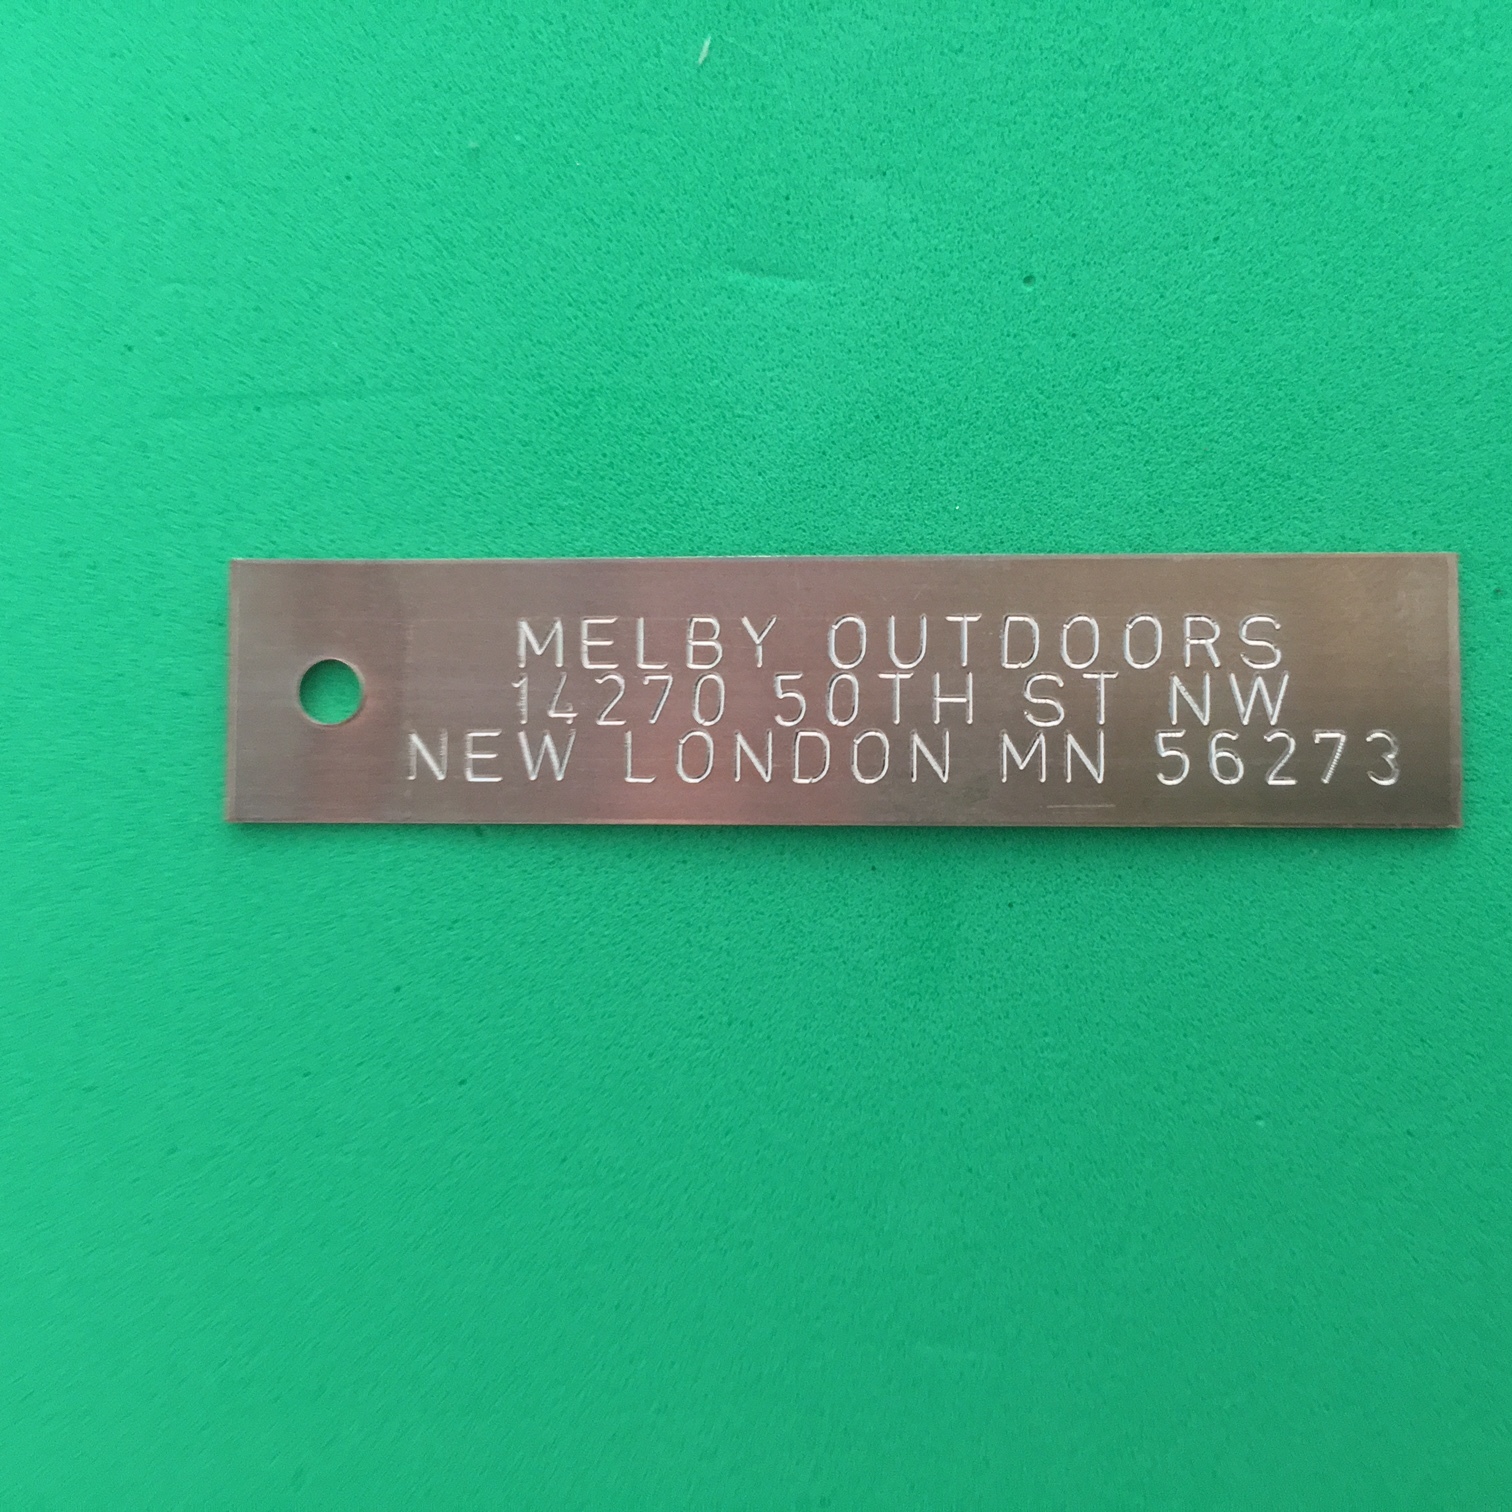 MELBY OUTDOORS
14270 50TH ST NW
NEW LONDON MN 56273